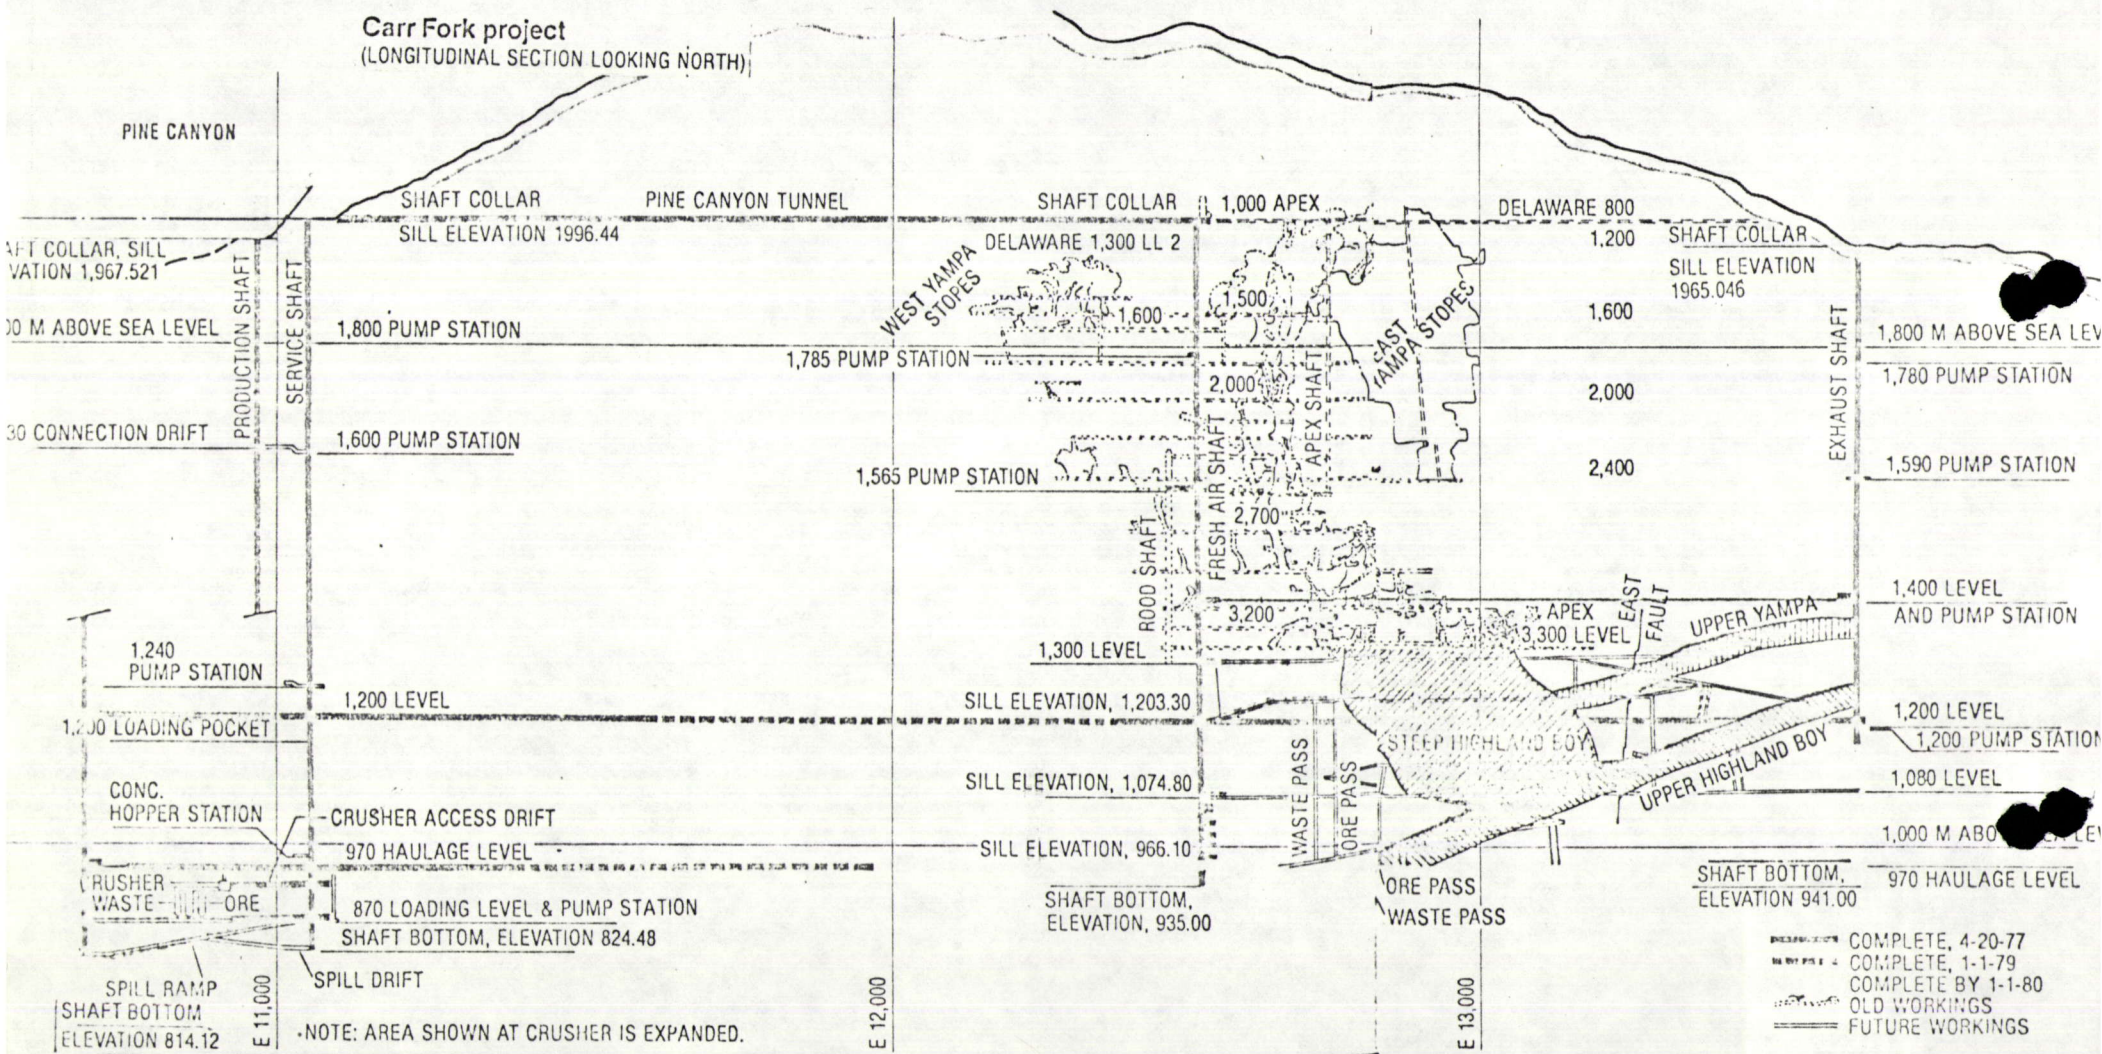 Carr Fork project
(LONGITUDINAL SECTION LOOKING NORTH)
PINE CANYON
SHAFT COLLAR
SILL ELEVATION 1996.44
PINE CANYON TUNNEL
SHAFT COLLAR
1,000 APEX
DELAWARE 800
1,200
SHAFT COLLAR
SILL ELEVATION
1965.046
AFT COLLAR, SILL
VATION 1,967.521
PRODUCTION SHAFT
SERVICE SHAFT
DELAWARE 1,300 LL 2
WEST YAMPA
STOPES
1,500
1,600
EAST
YAMPA STOPES
1,600
EXHAUST SHAFT
00 M ABOVE SEA LEVEL
1,800 PUMP STATION
1,785 PUMP STATION
1,800 M ABOVE SEA LEV
1,780 PUMP STATION
2,000
APEX SHAFT
2,000
30 CONNECTION DRIFT
1,600 PUMP STATION
1,565 PUMP STATION
FRESH AIR SHAFT
2,400
1,590 PUMP STATION
2,700
ROOD SHAFT
1,400 LEVEL
AND PUMP STATION
3,200
APEX
3,300 LEVEL
EAST
FAULT
UPPER YAMPA
1,240
PUMP STATION
1,300 LEVEL
1,200 LEVEL
SILL ELEVATION, 1,203.30
1,200 LOADING POCKET
STEEP HIGHLAND BOY
UPPER HIGHLAND BOY
1,200 LEVEL
1,200 PUMP STATION
WASTE PASS
ORE PASS
SILL ELEVATION, 1,074.80
1,080 LEVEL
CONC.
HOPPER STATION
CRUSHER ACCESS DRIFT
970 HAULAGE LEVEL
SILL ELEVATION, 966.10
1,000 M ABO LEV
RUSHER
WASTE
ORE
870 LOADING LEVEL & PUMP STATION
SHAFT BOTTOM, ELEVATION 824.48
SHAFT BOTTOM,
ELEVATION, 935.00
ORE PASS
WASTE PASS
SHAFT BOTTOM,
ELEVATION 941.00
970 HAULAGE LEVEL
SPILL RAMP
SPILL DRIFT
SHAFT BOTTOM
ELEVATION 814.12
E 11,000
E 12,000
E 13,000
NOTE: AREA SHOWN AT CRUSHER IS EXPANDED.
COMPLETE, 4-20-77
COMPLETE, 1-1-79
COMPLETE BY 1-1-80
OLD WORKINGS
FUTURE WORKINGS